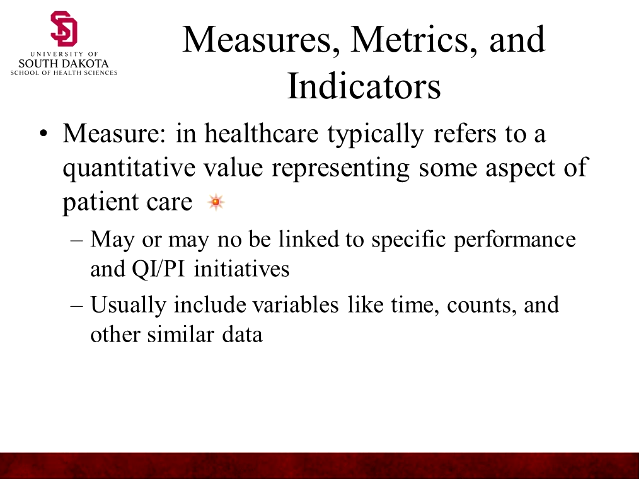 UNIVERSITY OF
SOUTH DAKOTA
SCHOOL OF HEALTH SCIENCES
Measures, Metrics, and
Indicators
• Measure: in healthcare typically refers to a
quantitative value representing some aspect of
patient care
– May or may no be linked to specific performance
and QI/PI initiatives
– Usually include variables like time, counts, and
other similar data